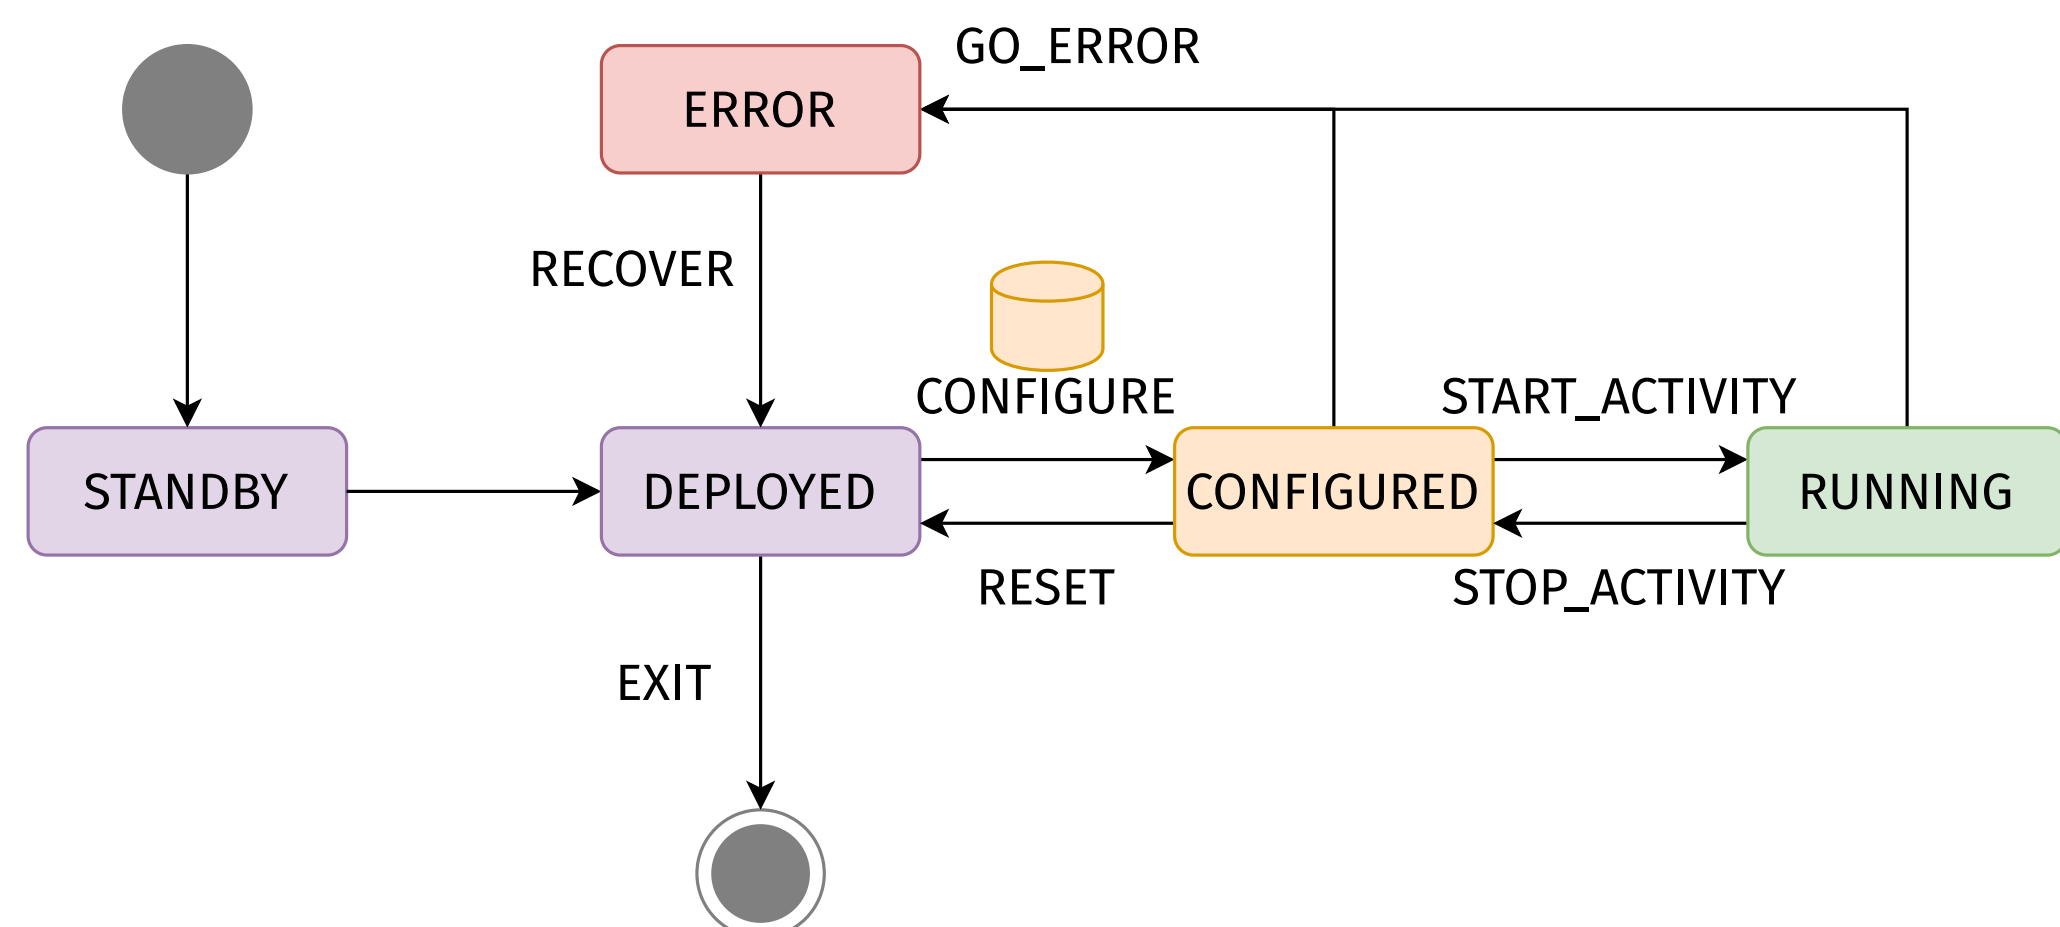 GO_ERROR
ERROR
RECOVER
CONFIGURE
START_ACTIVITY
STANDBY
DEPLOYED
CONFIGURED
RUNNING
RESET
STOP_ACTIVITY
EXIT